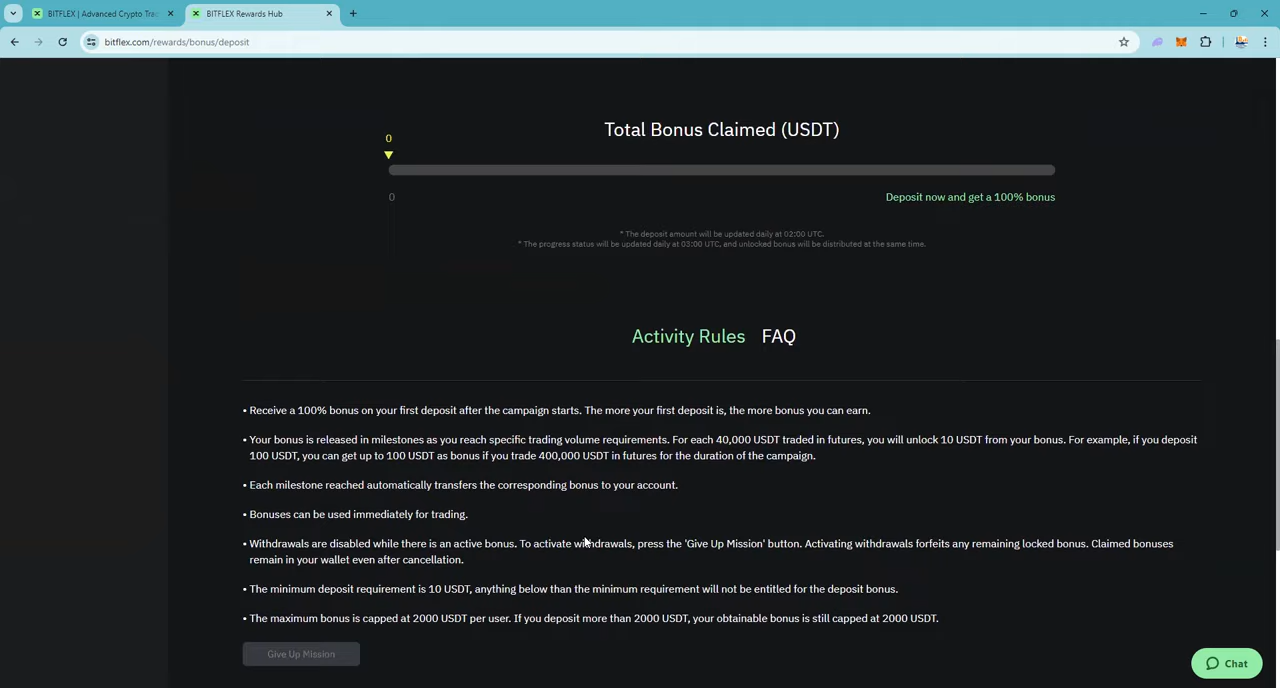 BITFLEX | Advanced Crypto Tra
BITFLEX Rewards Hub
bitflex.com/rewards/bonus/deposit
Total Bonus Claimed (USDT)
0
0
Deposit now and get a 100% bonus
* The deposit amount will be updated daily at 02:00 UTC.
* The progress status will be updated daily at 03:00 UTC, and unlocked bonus will be distributed at the same time.
Activity Rules FAQ
• Receive a 100% bonus on your first deposit after the campaign starts. The more your first deposit is, the more bonus you can earn.
• Your bonus is released in milestones as you reach specific trading volume requirements. For each 40,000 USDT traded in futures, you will unlock 10 USDT from your bonus. For example, if you deposit
100 USDT, you can get up to 100 USDT as bonus if you trade 400,000 USDT in futures for the duration of the campaign.
• Each milestone reached automatically transfers the corresponding bonus to your account.
• Bonuses can be used immediately for trading.
• Withdrawals are disabled while there is an active bonus. To activate withdrawals, press the 'Give Up Mission' button. Activating withdrawals forfeits any remaining locked bonus. Claimed bonuses
remain in your wallet even after cancellation.
• The minimum deposit requirement is 10 USDT, anything below than the minimum requirement will not be entitled for the deposit bonus.
• The maximum bonus is capped at 2000 USDT per user. If you deposit more than 2000 USDT, your obtainable bonus is still capped at 2000 USDT.
Give Up Mission
Chat